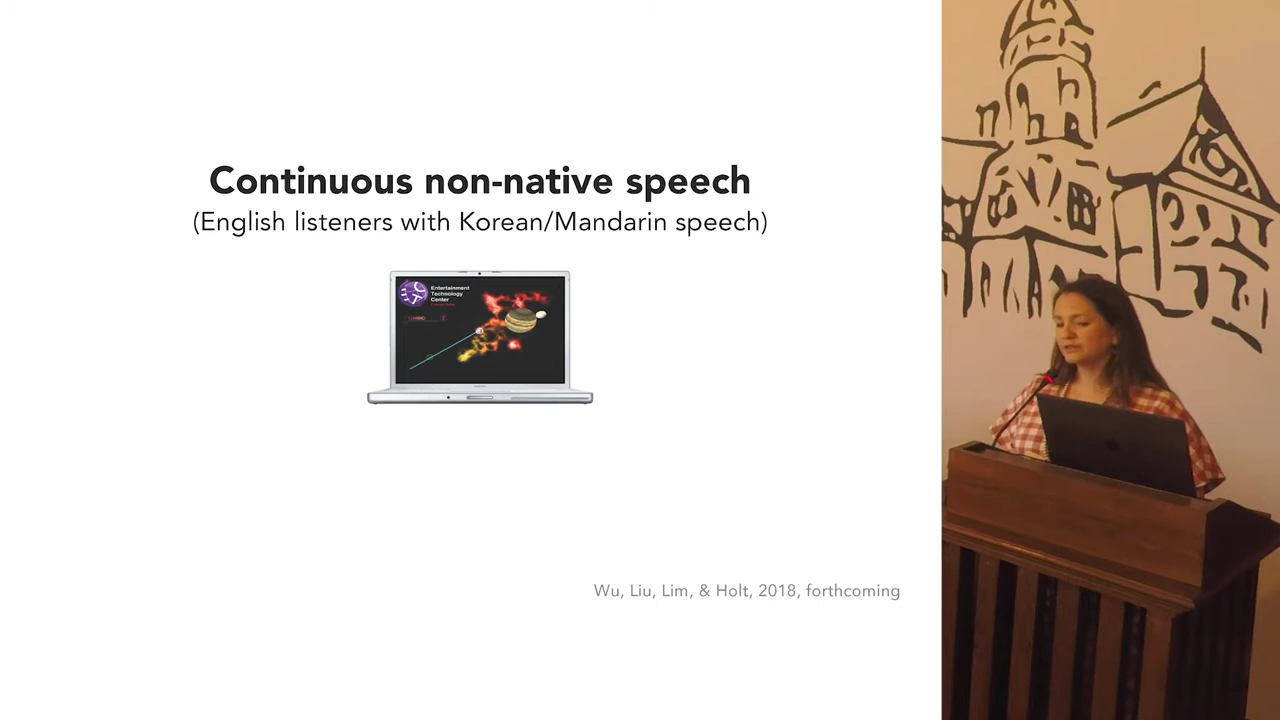 Continuous non-native speech
(English listeners with Korean/Mandarin speech)
Entertainment
Technology
Center
Wu, Liu, Lim, & Holt, 2018, forthcoming